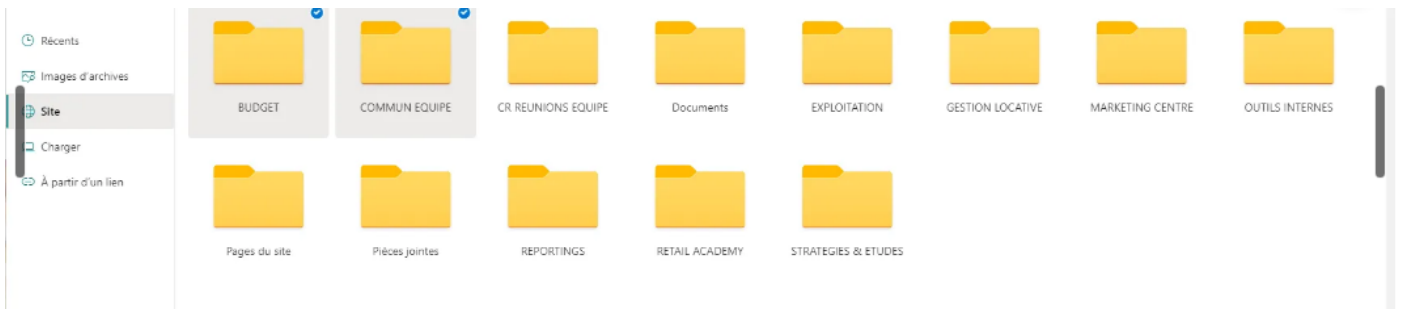 Récents
Images d'archives
Site
Charger
À partir d'un lien
BUDGET
COMMUN EQUIPE
CR REUNIONS EQUIPE
Documents
EXPLOITATION
GESTION LOCATIVE
MARKETING CENTRE
OUTILS INTERNES
Pages du site
Pièces jointes
REPORTINGS
RETAIL ACADEMY
STRATEGIES & ETUDES